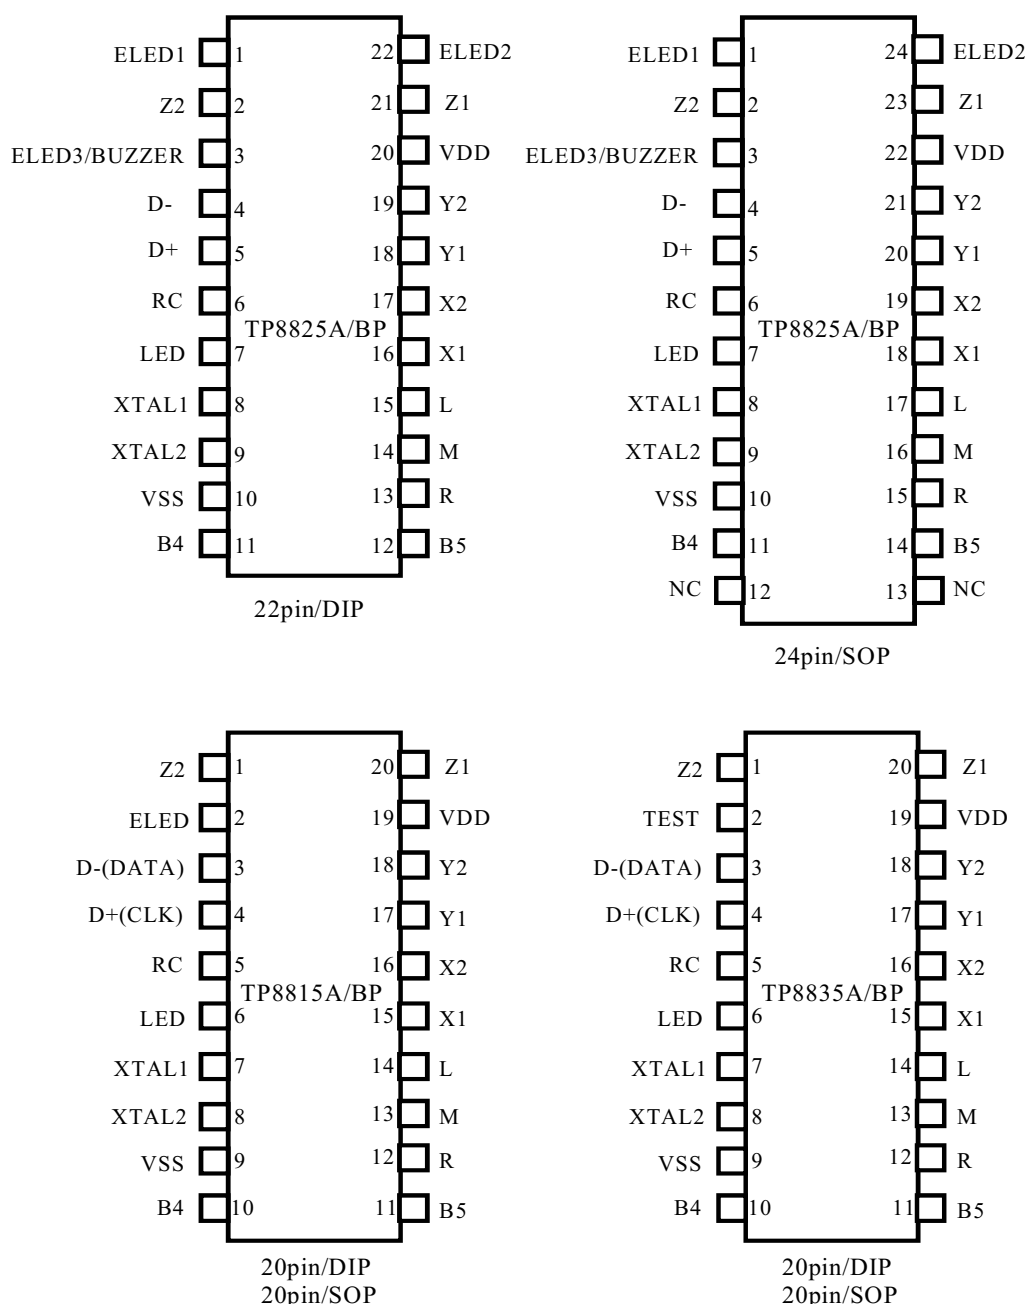 ELED1 1 22 ELED2
Z2 2 21 Z1
ELED3/BUZZER 3 20 VDD
D- 4 19 Y2
D+ 5 18 Y1
RC 6 17 X2
TP8825A/BP
LED 7 16 X1
XTAL1 8 15 L
XTAL2 9 14 M
VSS 10 13 R
B4 11 12 B5
22pin/DIP
ELED1 1 24 ELED2
Z2 2 23 Z1
ELED3/BUZZER 3 22 VDD
D- 4 21 Y2
D+ 5 20 Y1
RC 6 19 X2
TP8825A/BP
LED 7 18 X1
XTAL1 8 17 L
XTAL2 9 16 M
VSS 10 15 R
B4 11 14 B5
NC 12 13 NC
24pin/SOP
Z2 1 20 Z1
ELED 2 19 VDD
D-(DATA) 3 18 Y2
D+(CLK) 4 17 Y1
RC 5 16 X2
TP8815A/BP
LED 6 15 X1
XTAL1 7 14 L
XTAL2 8 13 M
VSS 9 12 R
B4 10 11 B5
20pin/DIP
20pin/SOP
Z2 1 20 Z1
TEST 2 19 VDD
D-(DATA) 3 18 Y2
D+(CLK) 4 17 Y1
RC 5 16 X2
TP8835A/BP
LED 6 15 X1
XTAL1 7 14 L
XTAL2 8 13 M
VSS 9 12 R
B4 10 11 B5
20pin/DIP
20pin/SOP